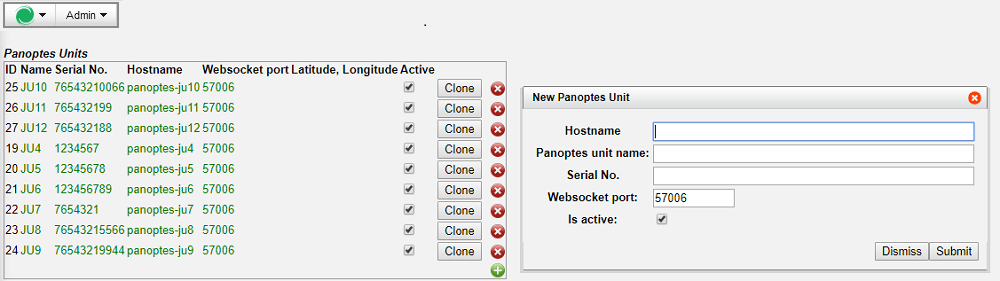 Admin
.
Panoptes Units
ID Name Serial No. Hostname Websocket port Latitude, Longitude Active
25 JU10 76543210066 panoptes-ju10 57006 Clone
26 JU11 765432199 panoptes-ju11 57006 Clone
27 JU12 765432188 panoptes-ju12 57006 Clone
19 JU4 1234567 panoptes-ju4 57006 Clone
20 JU5 12345678 panoptes-ju5 57006 Clone
21 JU6 123456789 panoptes-ju6 57006 Clone
22 JU7 7654321 panoptes-ju7 57006 Clone
23 JU8 76543215566 panoptes-ju8 57006 Clone
24 JU9 76543219944 panoptes-ju9 57006 Clone
New Panoptes Unit
Hostname
Panoptes unit name:
Serial No.
Websocket port: 57006
Is active:
Dismiss Submit